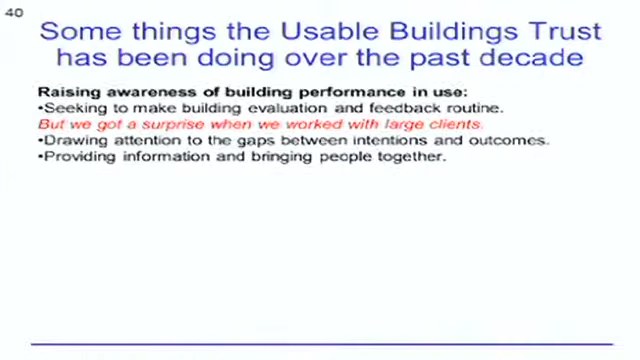 40
Some things the Usable Buildings Trust
has been doing over the past decade
Raising awareness of building performance in use:
•Seeking to make building evaluation and feedback routine.
But we got a surprise when we worked with large clients.
•Drawing attention to the gaps between intentions and outcomes.
•Providing information and bringing people together.